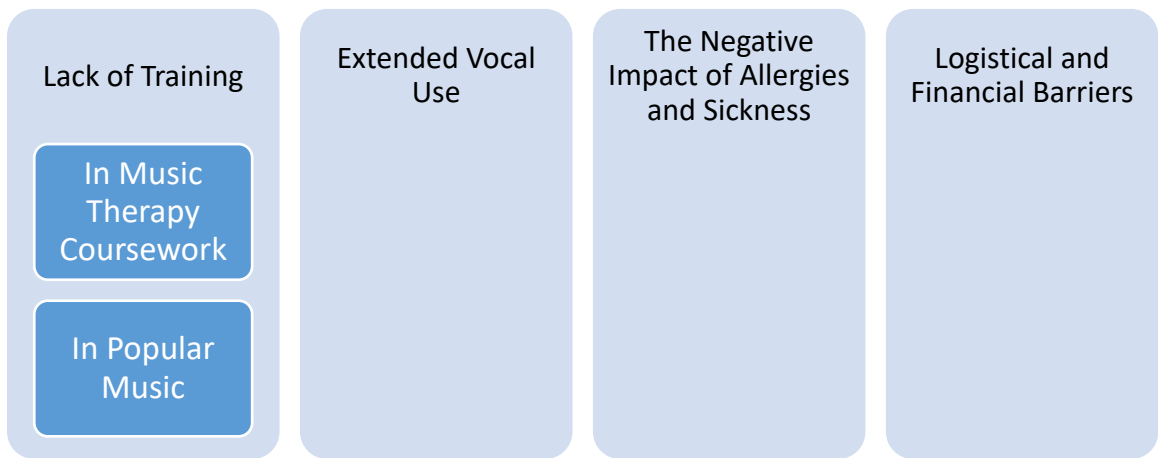 Lack of Training
In Music
Therapy
Coursework
In Popular
Music
Extended Vocal
Use
The Negative
Impact of Allergies
and Sickness
Logistical and
Financial Barriers